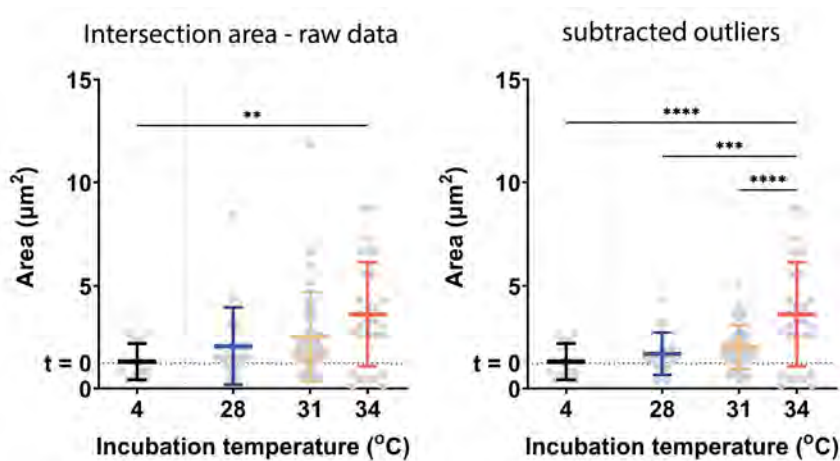 Intersection area - raw data
15
10
5
t = 0
0
Area (µm²)
**
4 28 31 34
Incubation temperature (°C)
subtracted outliers
15
10
5
t = 0
0
Area (µm²)
****
***
****
4 28 31 34
Incubation temperature (°C)